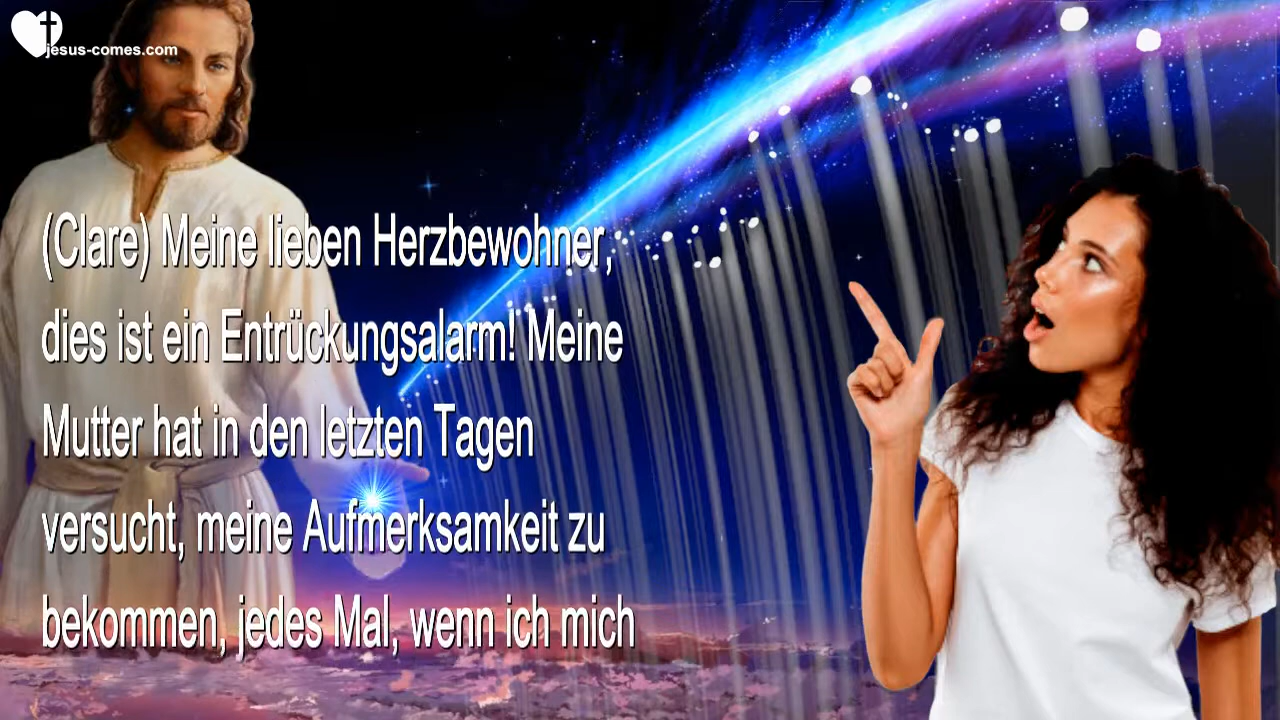 jesus-comes.com
(Clare) Meine lieben Herzbewohner,
dies ist ein Entrückungsalarm! Meine
Mutter hat in den letzten Tagen
versucht, meine Aufmerksamkeit zu
bekommen, jedes Mal, wenn ich mich